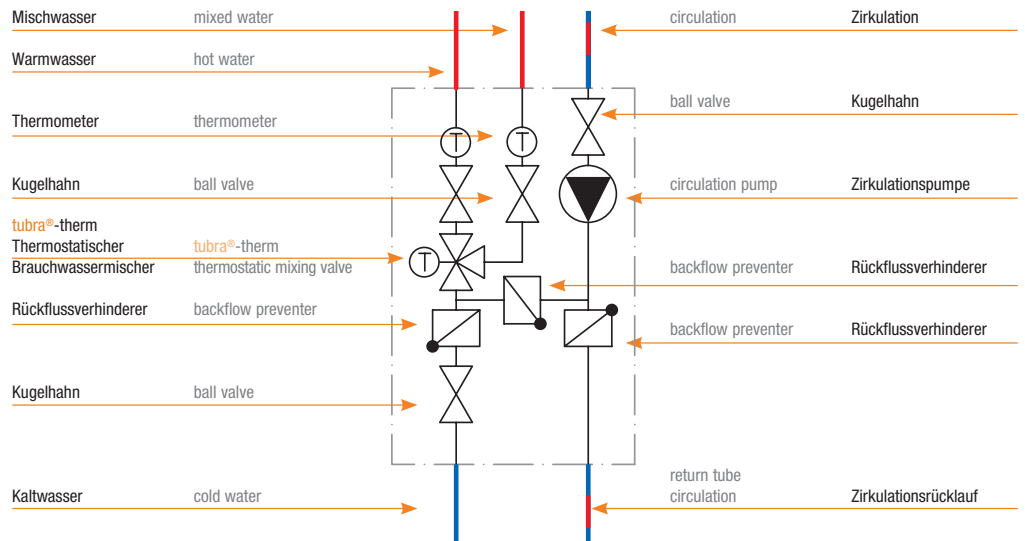 Mischwasser mixed water
Warmwasser hot water
Thermometer thermometer
Kugelhahn ball valve
tubra®-therm
Thermostatischer tubra®-therm
Brauchwassermischer thermostatic mixing valve
Rückflussverhinderer backflow preventer
Kugelhahn ball valve
Kaltwasser cold water
T
T
T
circulation Zirkulation
ball valve Kugelhahn
circulation pump Zirkulationspumpe
backflow preventer Rückflussverhinderer
backflow preventer Rückflussverhinderer
return tube
circulation Zirkulationsrücklauf